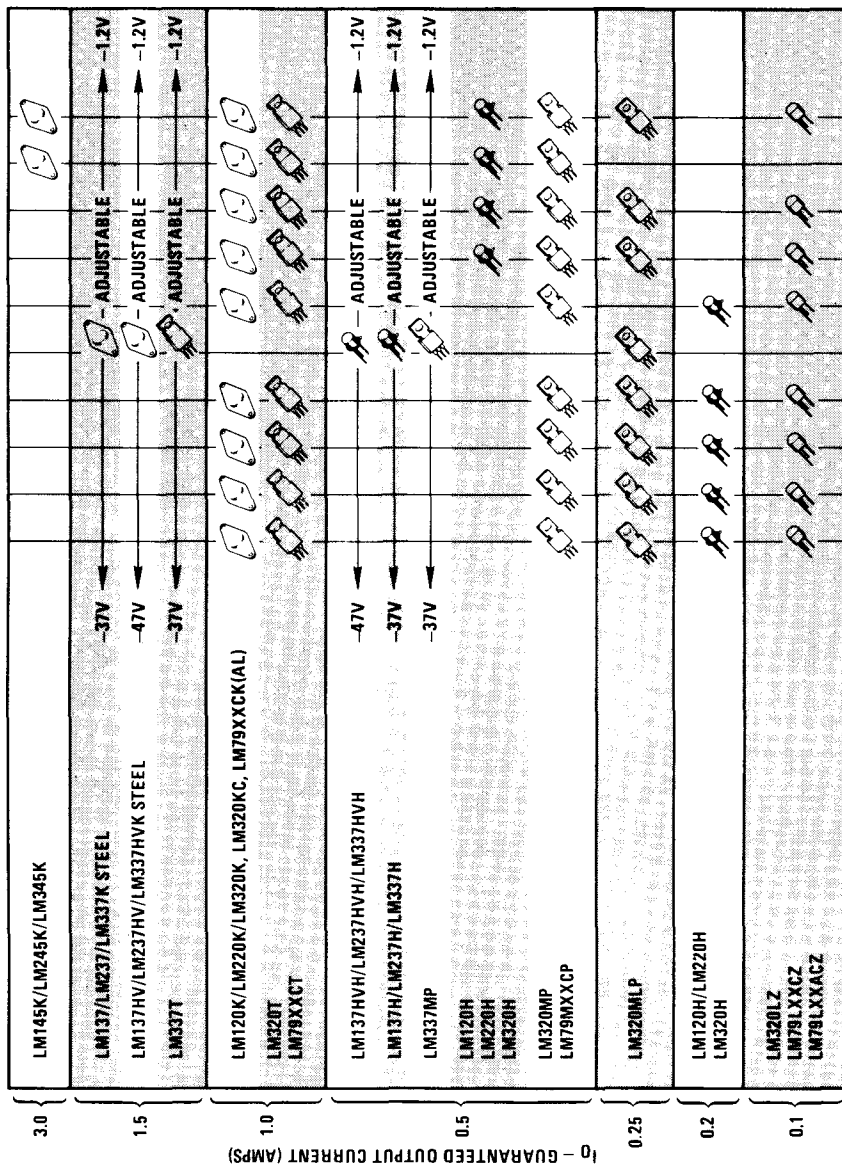 3.0
LM145K/LM245K/LM345K
1.5
LM137/LM237/LM337K STEEL
–37V
ADJUSTABLE
–1.2V
LM137HV/LM237HV/LM337HVK STEEL
–47V
ADJUSTABLE
–1.2V
LM337T
–37V
ADJUSTABLE
–1.2V
1.0
LM120K/LM220K/LM320K, LM320KC, LM79XXCK(AL)
LM320T
LM79XXCT
0.5
LM137HVH/LM237HVH/LM337HVH
–47V
ADJUSTABLE
–1.2V
LM137H/LM237H/LM337H
–37V
ADJUSTABLE
–1.2V
LM337MP
–37V
ADJUSTABLE
–1.2V
LM120H
LM220H
LM320H
LM320MP
LM79MXXCP
0.25
LM320MLP
0.2
LM120H/LM220H
LM320H
0.1
LM320LZ
LM79LXXCZ
LM79LXXACZ
IO – GUARANTEED OUTPUT CURRENT (AMPS)